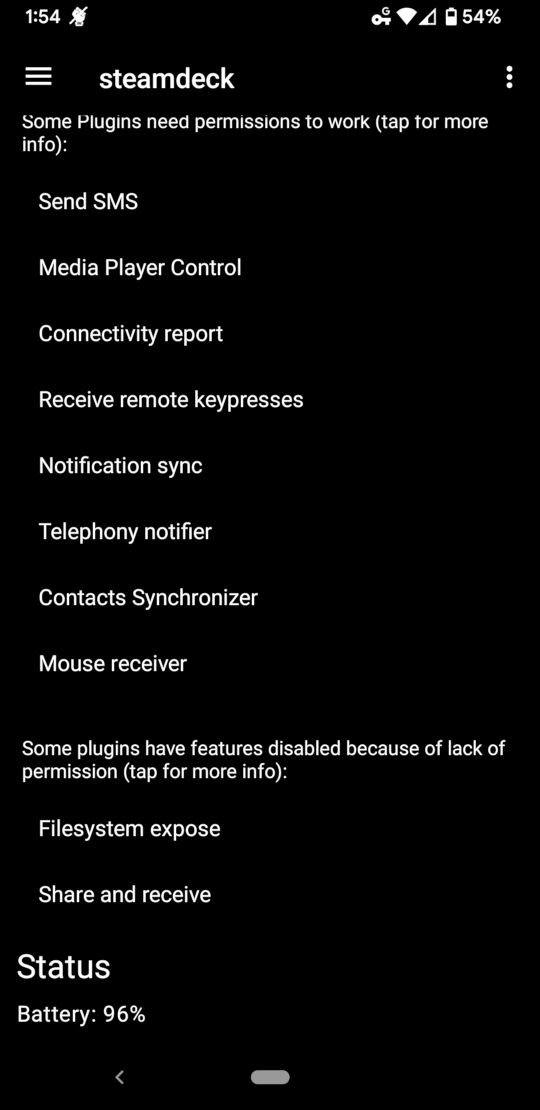 1:54
G
54%
steamdeck
Some Plugins need permissions to work (tap for more
info):
Send SMS
Media Player Control
Connectivity report
Receive remote keypresses
Notification sync
Telephony notifier
Contacts Synchronizer
Mouse receiver
Some plugins have features disabled because of lack of
permission (tap for more info):
Filesystem expose
Share and receive
Status
Battery: 96%